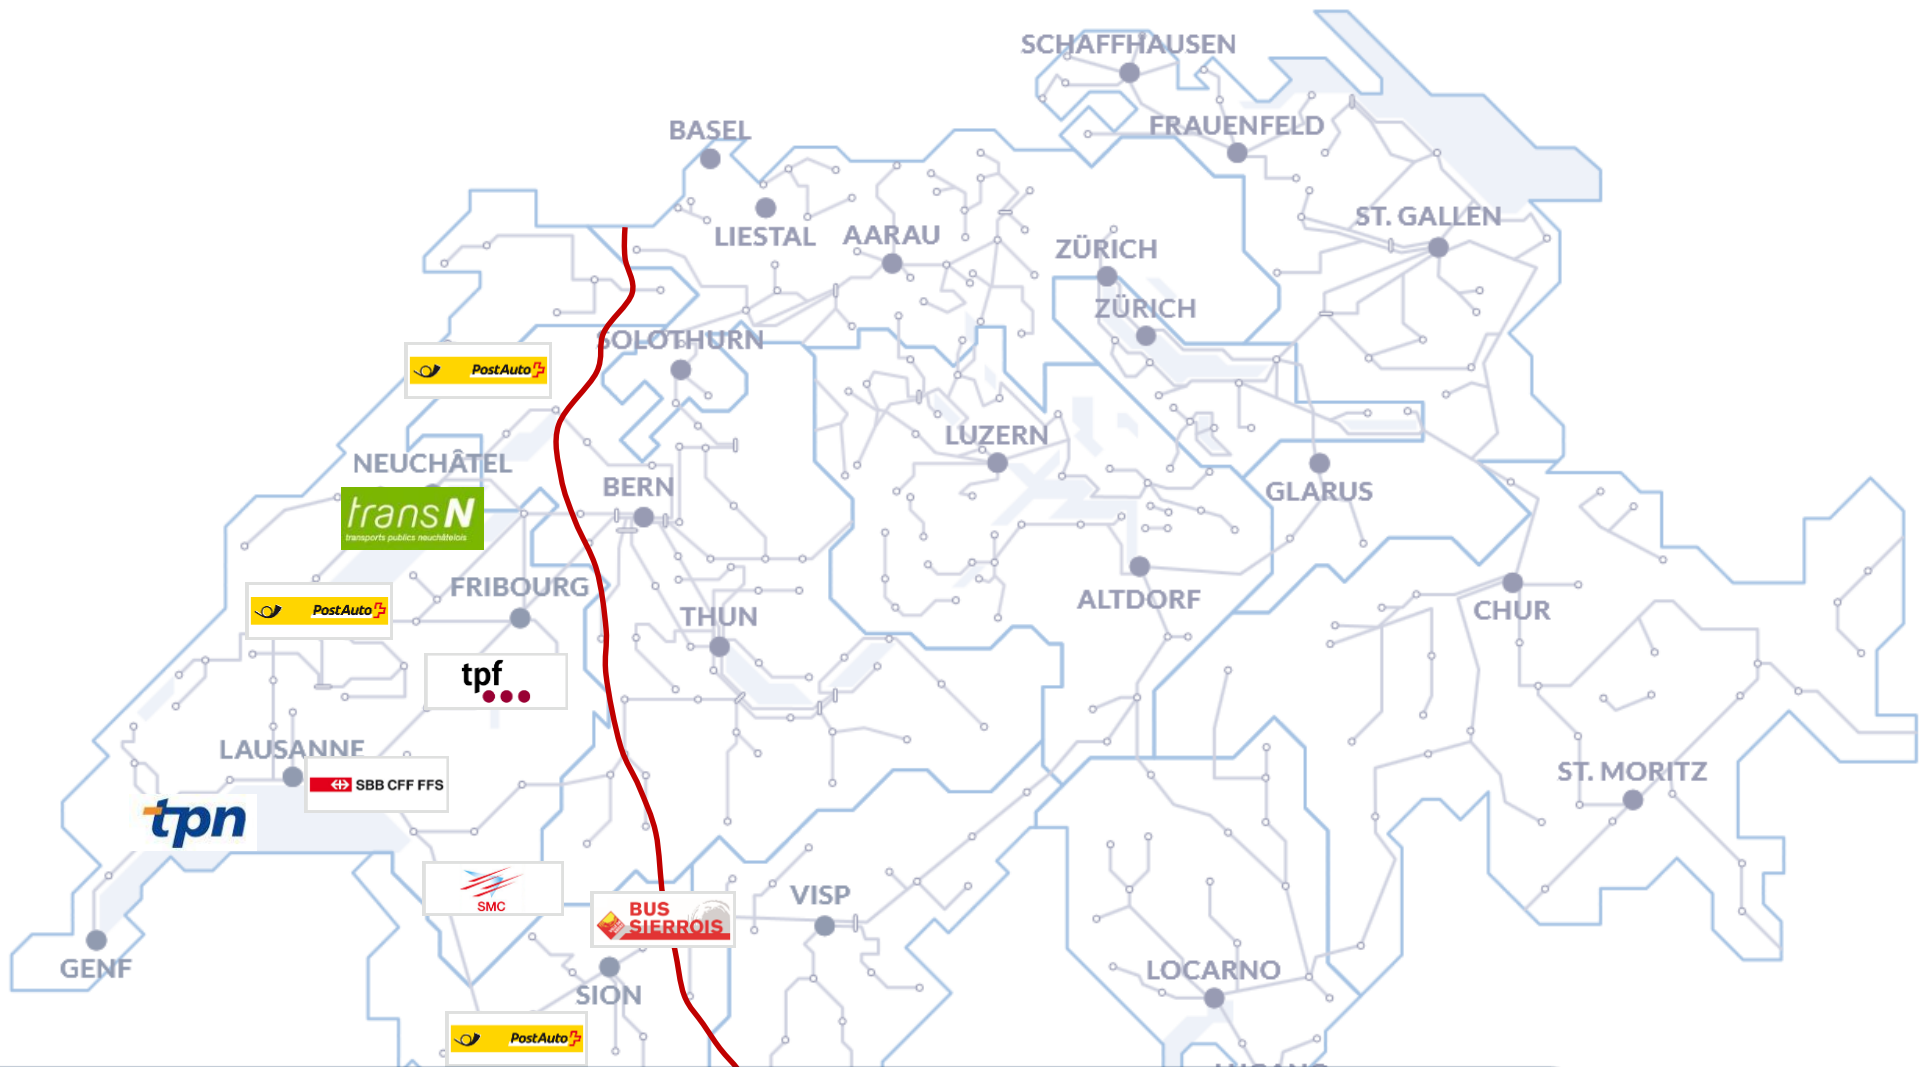 SCHAFFHAUSEN
BASEL
FRAUENFELD
LIESTAL
AARAU
ST. GALLEN
ZÜRICH
ZÜRICH
SOLOTHURN
PostAuto
LUZERN
NEUCHÂTEL
BERN
GLARUS
transN
transports publics neuchâtelois
FRIBOURG
ALTDORF
CHUR
PostAuto
THUN
tpf
LAUSANNE
SBB CFF FFS
ST. MORITZ
tpn
SMC
VISP
BUS
SIERROIS
GENF
LOCARNO
SION
PostAuto